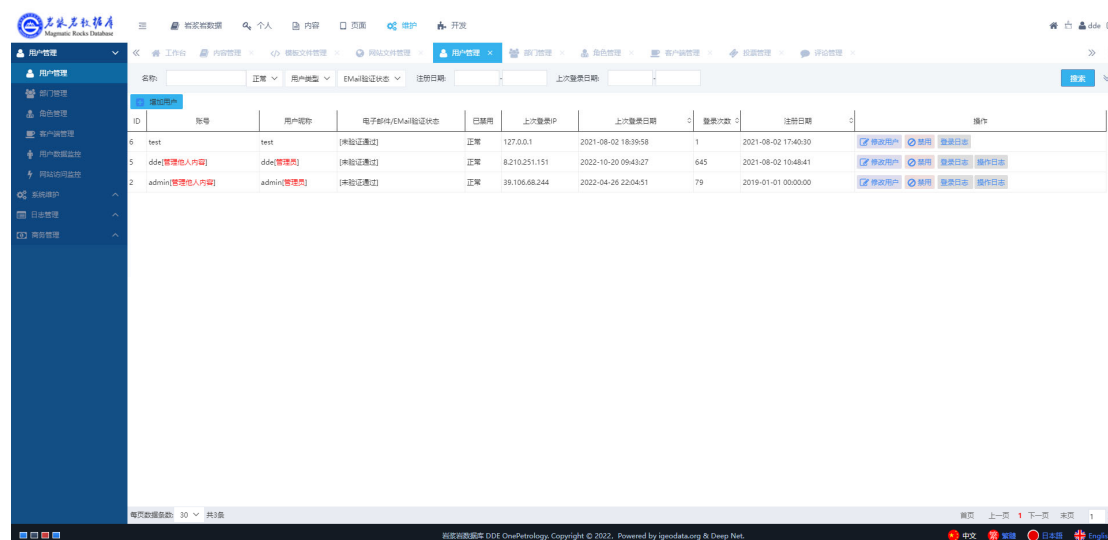 岩浆岩数据库
Magmatic Rocks Database
岩浆岩数据 个人 内容 页面 维护 开发
dde
用户管理
工作台 内容管理 × 模板文件管理 × 网站文件管理 × 用户管理 × 部门管理 × 角色管理 × 客户端管理 × 投票管理 × 评论管理 ×
用户管理
部门管理
角色管理
客户端管理
用户数据监控
网站访问监控
系统维护
日志管理
商务管理
名称: 正常 用户类型 EMail验证状态 注册日期: - 上次登录日期: - 搜索
增加用户
ID 账号 用户昵称 电子邮件/EMail验证状态 已禁用 上次登录IP 上次登录日期 登录次数 注册日期 操作
6 test test [未验证通过] 正常 127.0.0.1 2021-08-02 18:39:58 1 2021-08-02 17:40:30 修改用户 禁用 登录日志
5 dde[管理他人内容] dde[管理员] [未验证通过] 正常 8.210.251.151 2022-10-20 09:43:27 645 2021-08-02 10:48:41 修改用户 禁用 登录日志 操作日志
2 admin[管理他人内容] admin[管理员] [未验证通过] 正常 39.106.68.244 2022-04-26 22:04:51 79 2019-01-01 00:00:00 修改用户 禁用 登录日志 操作日志
每页数据条数: 30 共3条 首页 上一页 1 下一页 末页 1
岩浆岩数据库 DDE OnePetrology. Copyright © 2022, Powered by igeodata.org & Deep Net.
中文 繁 繁體 日本語 Englis